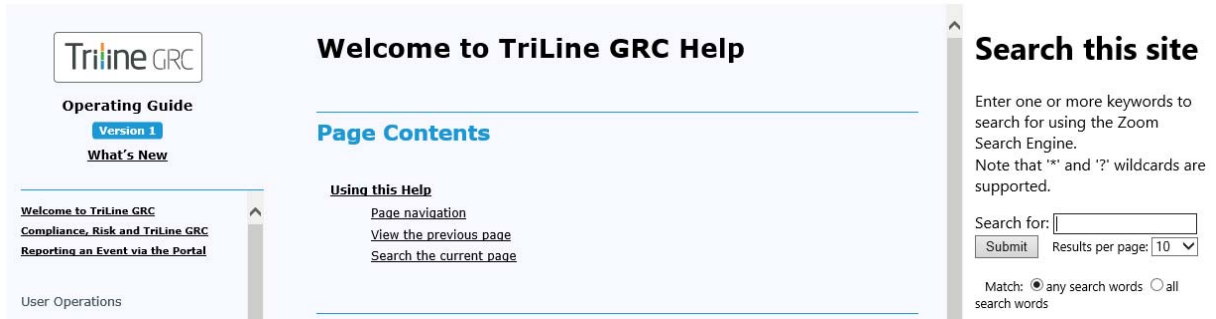 TriLine GRC
Operating Guide
Version 1
What's New
Welcome to TriLine GRC
Compliance, Risk and TriLine GRC
Reporting an Event via the Portal
User Operations
Welcome to TriLine GRC Help
Page Contents
Using this Help
Page navigation
View the previous page
Search the current page
Search this site
Enter one or more keywords to
search for using the Zoom
Search Engine.
Note that '*' and '?' wildcards are
supported.
Search for:
Submit Results per page: 10
Match: any search words all
search words